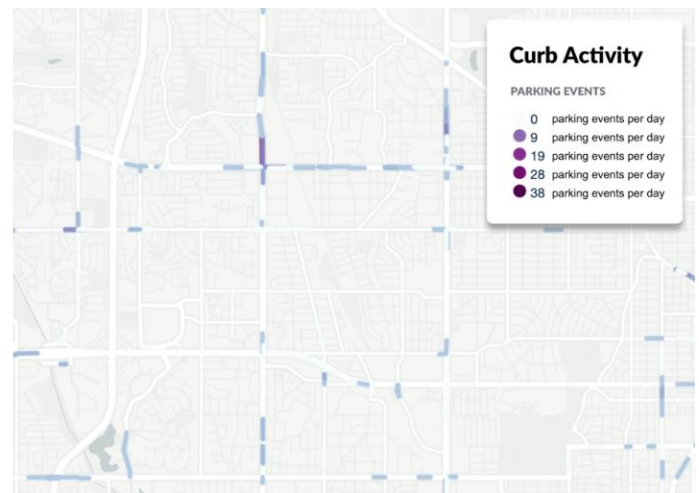 Curb Activity
PARKING EVENTS
0 parking events per day
9 parking events per day
19 parking events per day
28 parking events per day
38 parking events per day